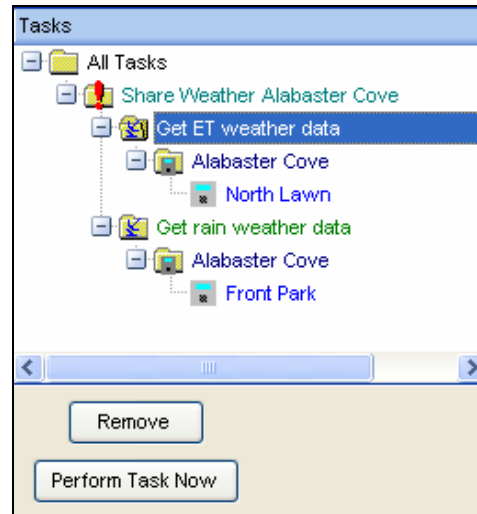 Tasks
All Tasks
Share Weather Alabaster Cove
Get ET weather data
Alabaster Cove
North Lawn
Get rain weather data
Alabaster Cove
Front Park
Remove
Perform Task Now